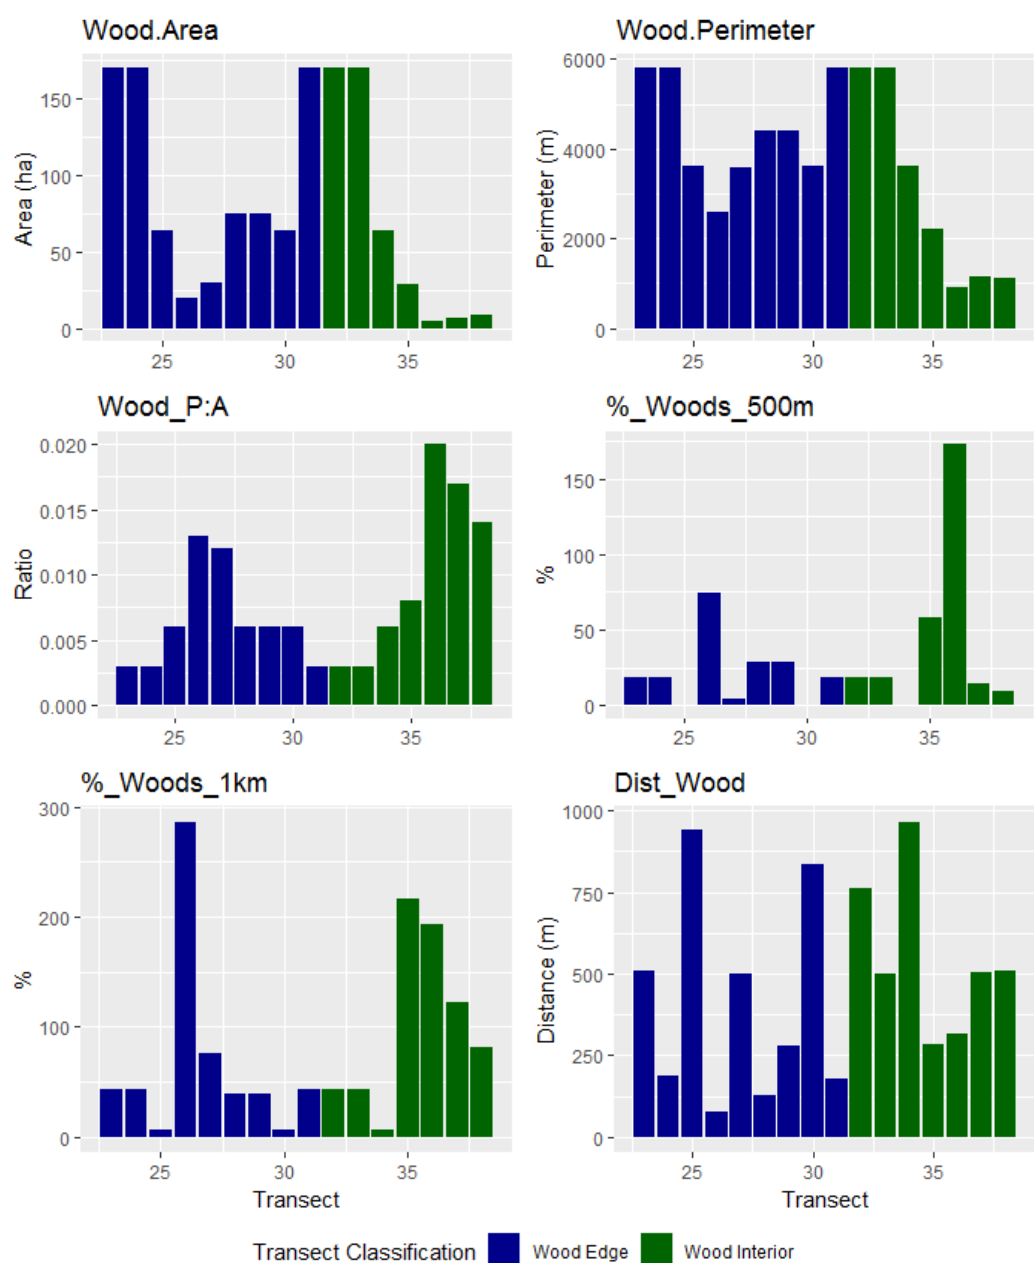 Wood.Area
Area (ha)
150
100
50
0
25 30 35
Wood.Perimeter
Perimeter (m)
6000
4000
2000
0
25 30 35
Wood_P:A
Ratio
0.020
0.015
0.010
0.005
0.000
25 30 35
%_Woods_500m
%
150
100
50
0
25 30 35
%_Woods_1km
%
300
200
100
0
25 30 35
Transect
Dist_Wood
Distance (m)
1000
750
500
250
0
25 30 35
Transect
Transect Classification Wood Edge Wood Interior